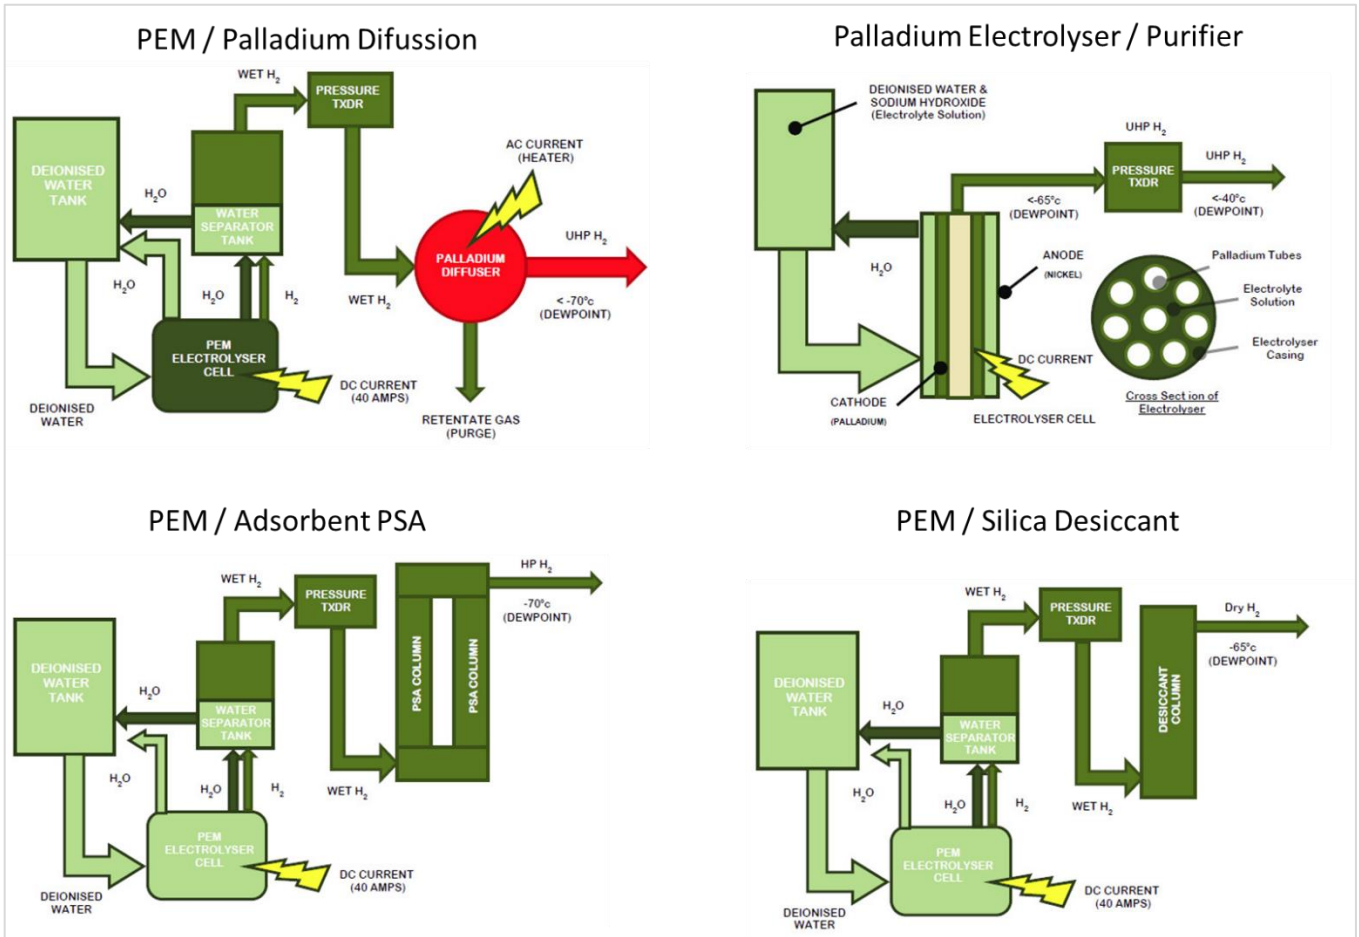 PEM / Palladium Difussion
WET H2
PRESSURE
TXDR
DEIONISED
WATER
TANK
H2O
WATER
SEPARATOR
TANK
AC CURRENT
(HEATER)
PALLADIUM
DIFFUSER
UHP H2
< -70°c
(DEWPOINT)
WET H2
H2O
H2O
H2
PEM
ELECTROLYSER
CELL
DC CURRENT
(40 AMPS)
DEIONISED
WATER
RETENTATE GAS
(PURGE)
Palladium Electrolyser / Purifier
DEIONISED WATER &
SODIUM HYDROXIDE
(Electrolyte Solution)
UHP H2
PRESSURE
TXDR
UHP H2
<-65°c
(DEWPOINT)
<-40°c
(DEWPOINT)
H2O
ANODE
(NICKEL)
Palladium Tubes
Electrolyte
Solution
Electrolyser
Casing
DC CURRENT
CATHODE
(PALLADIUM)
ELECTROLYSER CELL
Cross Sect ion of
Electrolyser
PEM / Adsorbent PSA
WET H2
PRESSURE
TXDR
HP H2
-70°c
(DEWPOINT)
PSA COLUMN
PSA COLUMN
DEIONISED
WATER
TANK
H2O
WATER
SEPARATOR
TANK
H2O
H2O
H2
WET H2
PEM
ELECTROLYSER
CELL
DC CURRENT
(40 AMPS)
DEIONISED
WATER
PEM / Silica Desiccant
WET H2
PRESSURE
TXDR
Dry H2
-65°c
(DEWPOINT)
DESICCANT
COLUMN
DEIONISED
WATER
TANK
H2O
WATER
SEPARATOR
TANK
H2O
H2O
H2
WET H2
PEM
ELECTROLYSER
CELL
DC CURRENT
(40 AMPS)
DEIONISED
WATER